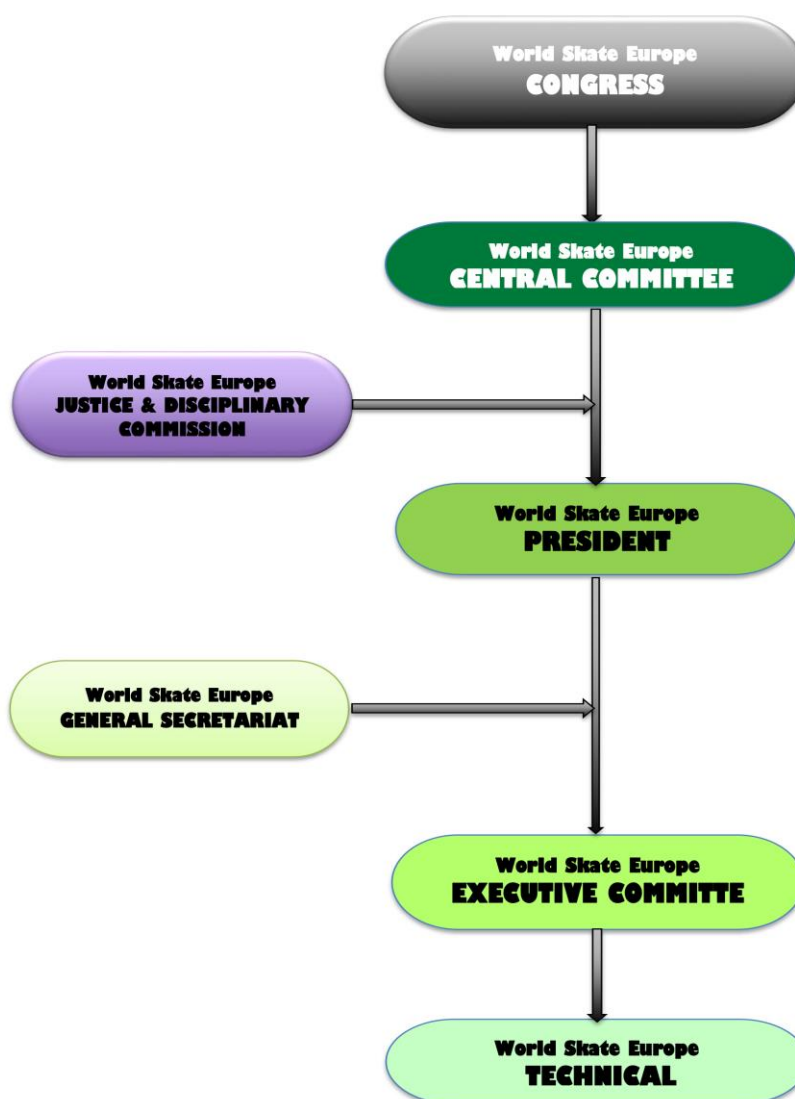 World Skate Europe
CONGRESS
World Skate Europe
CENTRAL COMMITTEE
World Skate Europe
JUSTICE & DISCIPLINARY
COMMISSION
World Skate Europe
PRESIDENT
World Skate Europe
GENERAL SECRETARIAT
World Skate Europe
EXECUTIVE COMMITTE
World Skate Europe
TECHNICAL